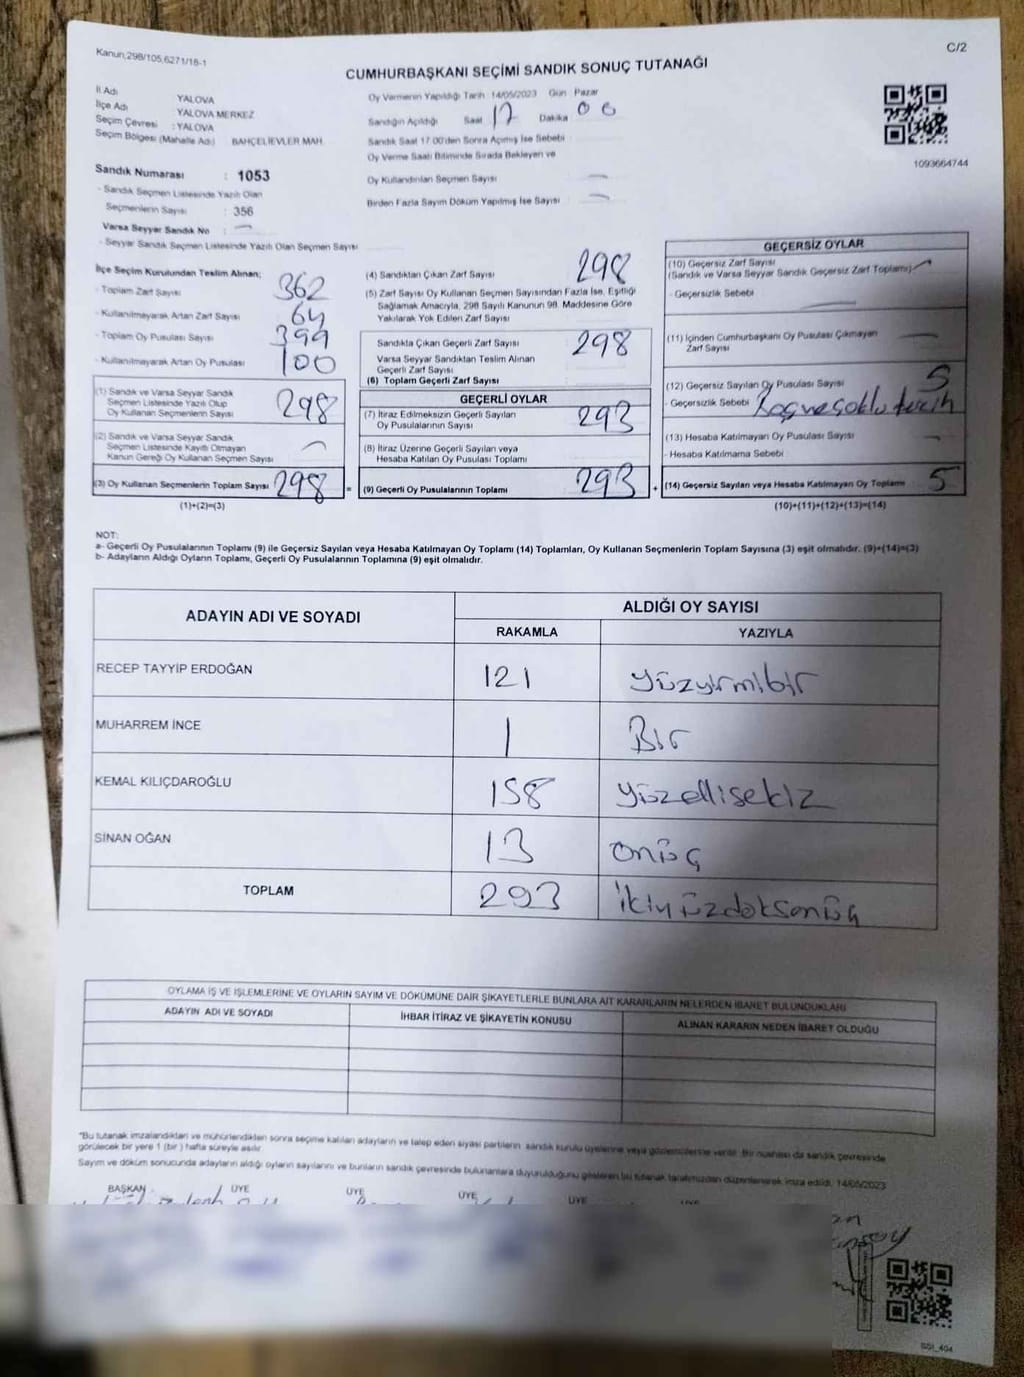 Kanun,298/105,6271/18-1
C/2
CUMHURBAŞKANI SEÇİMİ SANDIK SONUÇ TUTANAĞI
İl Adı YALOVA
İlçe Adı YALOVA MERKEZ
Seçim Çevresi : YALOVA
Seçim Bölgesi (Mahalle Adı) BAHÇELİEVLER MAH.
Oy Vermenin Yapıldığı Tarih 14/05/2023 Gün Pazar
Sandığın Açıldığı Saat 17 Dakika 06
Sandık Saat 17.00'den Sonra Açılmış İse Sebebi
Oy Verme Saati Bitiminde Sırada Bekleyen ve
Oy Kullandırılan Seçmen Sayısı
Birden Fazla Sayım Döküm Yapılmış İse Sayısı
1093664744
Sandık Numarası : 1053
- Sandık Seçmen Listesinde Yazılı Olan
Seçmenlerin Sayısı : 356
Varsa Seyyar Sandık No :
- Seyyar Sandık Seçmen Listesinde Yazılı Olan Seçmen Sayısı
İlçe Seçim Kurulundan Teslim Alınan;
- Toplam Zarf Sayısı 362
- Kullanılmayarak Artan Zarf Sayısı 64
- Toplam Oy Pusulası Sayısı 399
- Kullanılmayarak Artan Oy Pusulası 100
(1) Sandık ve Varsa Seyyar Sandık
Seçmen Listesinde Yazılı Olup
Oy Kullanan Seçmenlerin Sayısı 298
(2) Sandık ve Varsa Seyyar Sandık
Seçmen Listesinde Kayıtlı Olmayan
Kanun Gereği Oy Kullanan Seçmen Sayısı
(3) Oy Kullanan Seçmenlerin Toplam Sayısı 298 =
(1)+(2)=(3)
(4) Sandıktan Çıkan Zarf Sayısı 298
(5) Zarf Sayısı Oy Kullanan Seçmen Sayısından Fazla İse, Eşitliği
Sağlamak Amacıyla, 298 Sayılı Kanunun 98. Maddesine Göre
Yakılarak Yok Edilen Zarf Sayısı
Sandıkta Çıkan Geçerli Zarf Sayısı 298
Varsa Seyyar Sandıktan Teslim Alınan
Geçerli Zarf Sayısı
(6) Toplam Geçerli Zarf Sayısı
GEÇERLİ OYLAR
(7) İtiraz Edilmeksizin Geçerli Sayılan
Oy Pusulalarının Sayısı 293
(8) İtiraz Üzerine Geçerli Sayılan veya
Hesaba Katılan Oy Pusulası Toplamı
(9) Geçerli Oy Pusulalarının Toplamı 293 +
GEÇERSİZ OYLAR
(10) Geçersiz Zarf Sayısı
(Sandık ve Varsa Seyyar Sandık Geçersiz Zarf Toplamı)
- Geçersizlik Sebebi
(11) İçinden Cumhurbaşkanı Oy Pusulası Çıkmayan
Zarf Sayısı
(12) Geçersiz Sayılan Oy Pusulası Sayısı 5
- Geçersizlik Sebebi Boş ve çoklu tercih
(13) Hesaba Katılmayan Oy Pusulası Sayısı
- Hesaba Katılmama Sebebi
(14) Geçersiz Sayılan veya Hesaba Katılmayan Oy Toplamı 5
(10)+(11)+(12)+(13)=(14)
NOT:
a- Geçerli Oy Pusulalarının Toplamı (9) ile Geçersiz Sayılan veya Hesaba Katılmayan Oy Toplamı (14) Toplamları, Oy Kullanan Seçmenlerin Toplam Sayısına (3) eşit olmalıdır. (9)+(14)=(3)
b- Adayların Aldığı Oyların Toplamı, Geçerli Oy Pusulalarının Toplamına (9) eşit olmalıdır.
ADAYIN ADI VE SOYADI
ALDIĞI OY SAYISI
RAKAMLA YAZIYLA
RECEP TAYYİP ERDOĞAN 121 yüzyirmibir
MUHARREM İNCE 1 Bir
KEMAL KILIÇDAROĞLU 158 yüzellisekiz
SİNAN OĞAN 13 onüç
TOPLAM 293 ikiyüzdoksanüç
OYLAMA İŞ VE İŞLEMLERİNE VE OYLARIN SAYIM VE DÖKÜMÜNE DAİR ŞİKAYETLERLE BUNLARA AİT KARARLARIN NELERDEN İBARET BULUNDUKLARI
ADAYIN ADI VE SOYADI İHBAR İTİRAZ VE ŞİKAYETİN KONUSU ALINAN KARARIN NEDEN İBARET OLDUĞU
"Bu tutanak imzalandıktan ve mühürlendikten sonra seçime katılan adayların ve talep eden siyasi partilerin sandık kurulu üyelerine veya gözlemcilerine verilir. Bir nüshası da sandık çevresinde
görülecek bir yere 1 (bir) hafta süreyle asılır.
Sayım ve döküm sonucunda adayların aldığı oyların sayılarını ve bunların sandık çevresinde bulunanlara duyurulduğunu gösteren bu tutanak tarafımızdan düzenlenerek imza edildi. 14/05/2023
BAŞKAN ÜYE ÜYE ÜYE ÜYE ÜYE